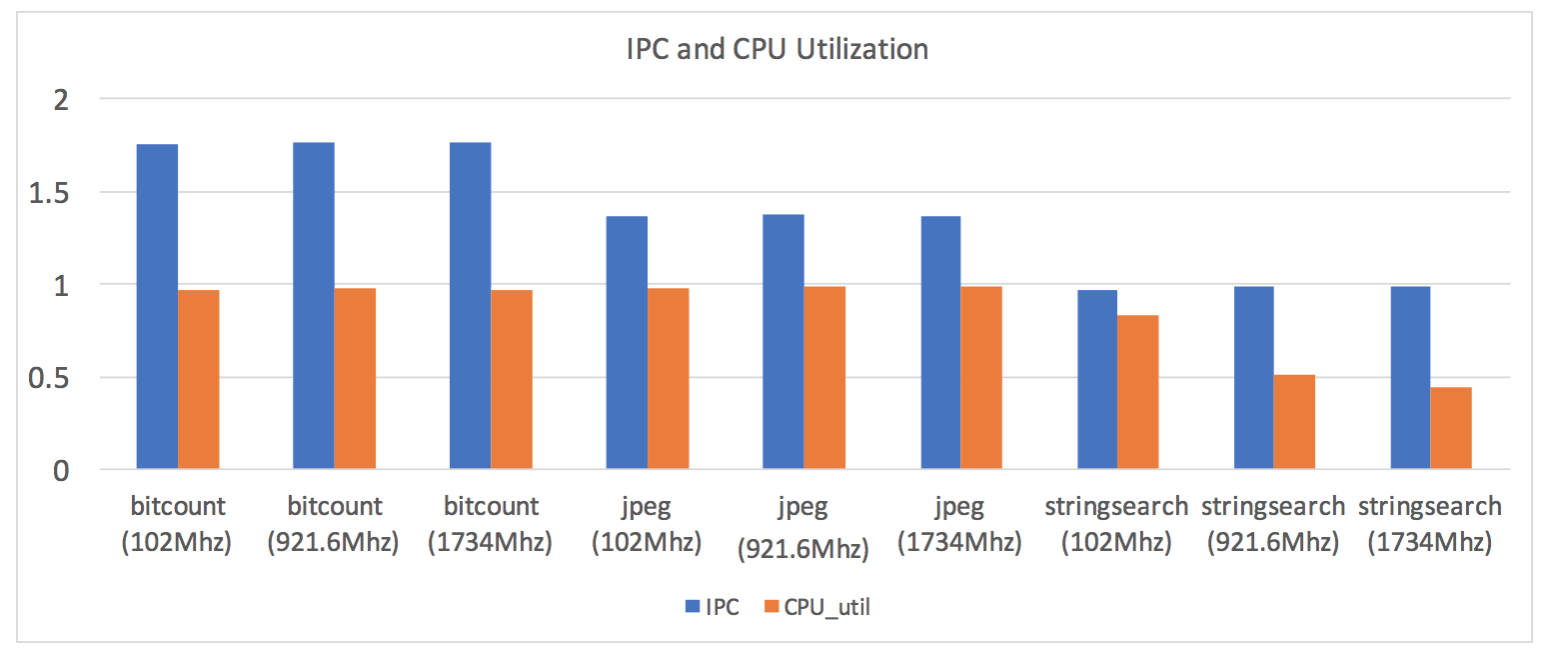 IPC and CPU Utilization
2
1.5
1
0.5
0
bitcount bitcount bitcount jpeg jpeg jpeg stringsearch stringsearch stringsearch
(102Mhz) (921.6Mhz) (1734Mhz) (102Mhz) (921.6Mhz) (1734Mhz) (102Mhz) (921.6Mhz) (1734Mhz)
IPC CPU_util